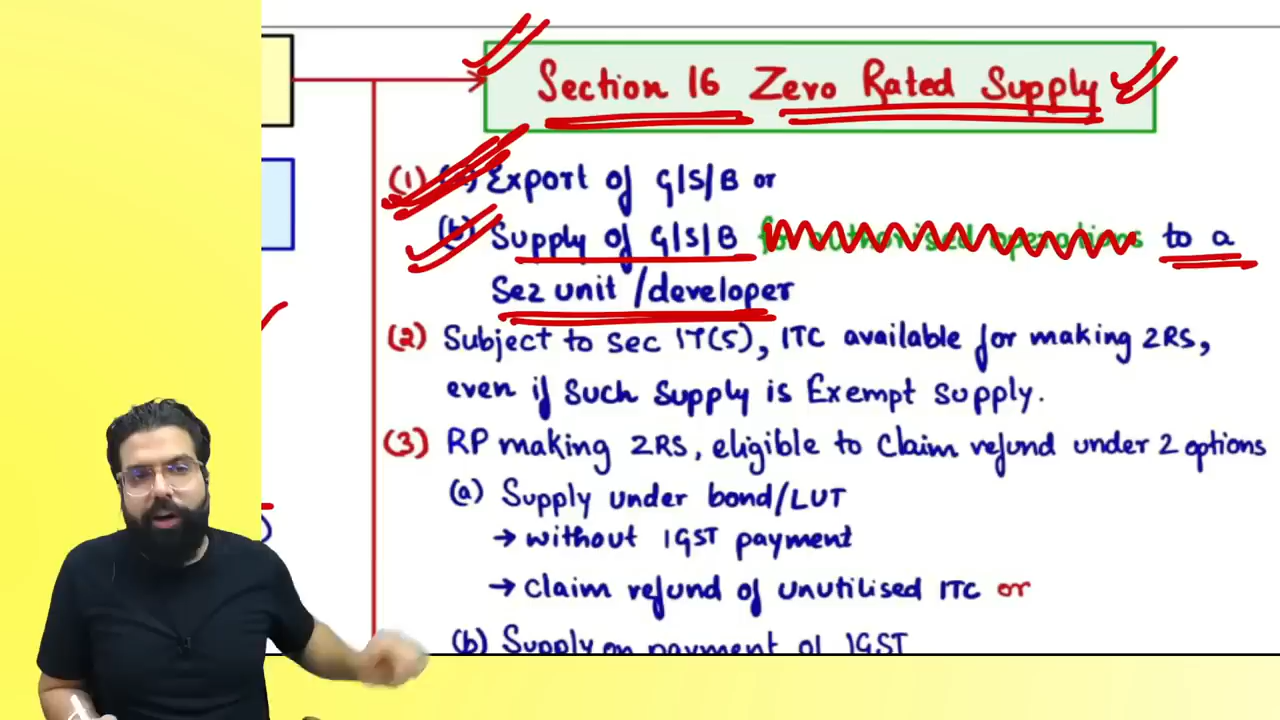 Section 16 Zero Rated Supply
(1) (a) Export of G/S/B or
(b) Supply of G/S/B for authorised operations to a
Sez unit/developer
(2) Subject to sec 17(5), ITC available for making ZRS,
even if such supply is Exempt supply.
(3) RP making ZRS, eligible to claim refund under 2 options
(a) Supply under bond/LUT
→ without IGST payment
→ claim refund of unutilised ITC or
(b) Supply on payment of IGST